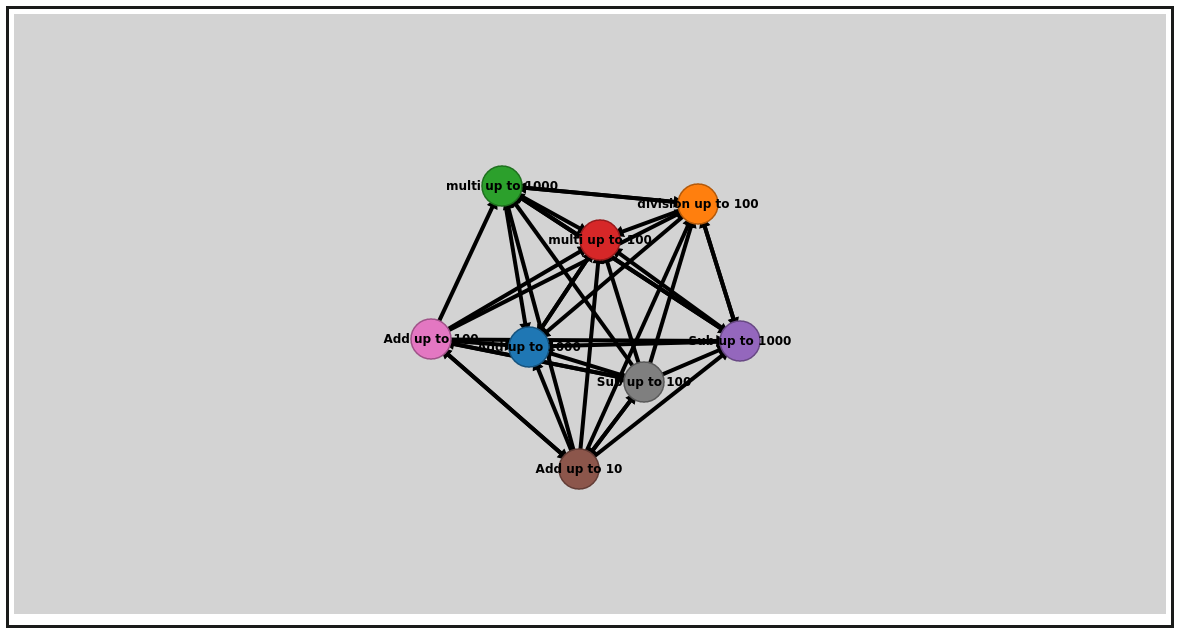 multi up to 1000
division up to 100
multi up to 100
Add up to 100
Add up to 1000
Sub up to 1000
Sub up to 100
Add up to 10